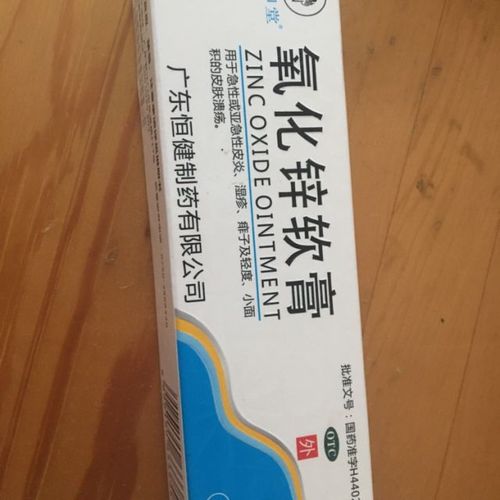 堂®
氧化锌软膏
ZINC OXIDE OINTMENT
用于急性或亚急性皮炎、湿疹、痱子及轻度、小面
积的皮肤溃疡。
广东恒健制药有限公司
批准文号：国药准字H440
OTC
外